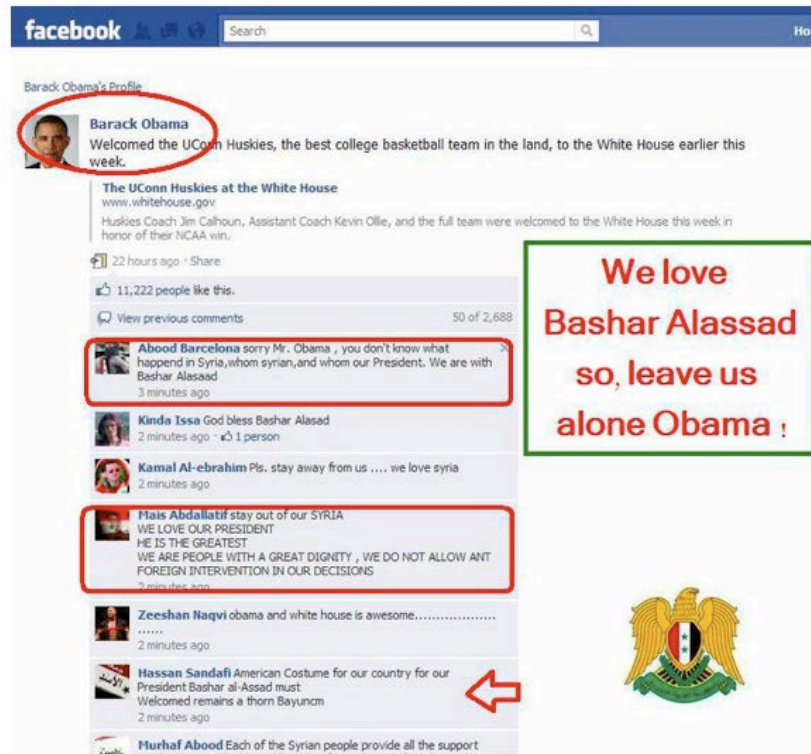 facebook
Search
Ho
Barack Obama's Profile
Barack Obama
Welcomed the UConn Huskies, the best college basketball team in the land, to the White House earlier this
week.
The UConn Huskies at the White House
www.whitehouse.gov
Huskies Coach Jim Calhoun, Assistant Coach Kevin Ollie, and the full team were welcomed to the White House this week in
honor of their NCAA win.
22 hours ago · Share
11,222 people like this.
View previous comments 50 of 2,688
Abood Barcelona sorry Mr. Obama , you don't know what
happend in Syria,whom syrian,and whom our President. We are with
Bashar Alasaad
3 minutes ago
Kinda Issa God bless Bashar Alasad
2 minutes ago · 1 person
Kamal Al-ebrahim Pls. stay away from us .... we love syria
2 minutes ago
Mais Abdallatif stay out of our SYRIA
WE LOVE OUR PRESIDENT
HE IS THE GREATEST
WE ARE PEOPLE WITH A GREAT DIGNITY , WE DO NOT ALLOW ANT
FOREIGN INTERVENTION IN OUR DECISIONS
2 minutes ago
Zeeshan Naqvi obama and white house is awesome...................
......
2 minutes ago
Hassan Sandafi American Costume for our country for our
President Bashar al-Assad must
Welcomed remains a thorn Bayuncm
2 minutes ago
Murhaf Abood Each of the Syrian people provide all the support
We love
Bashar Alassad
so, leave us
alone Obama !